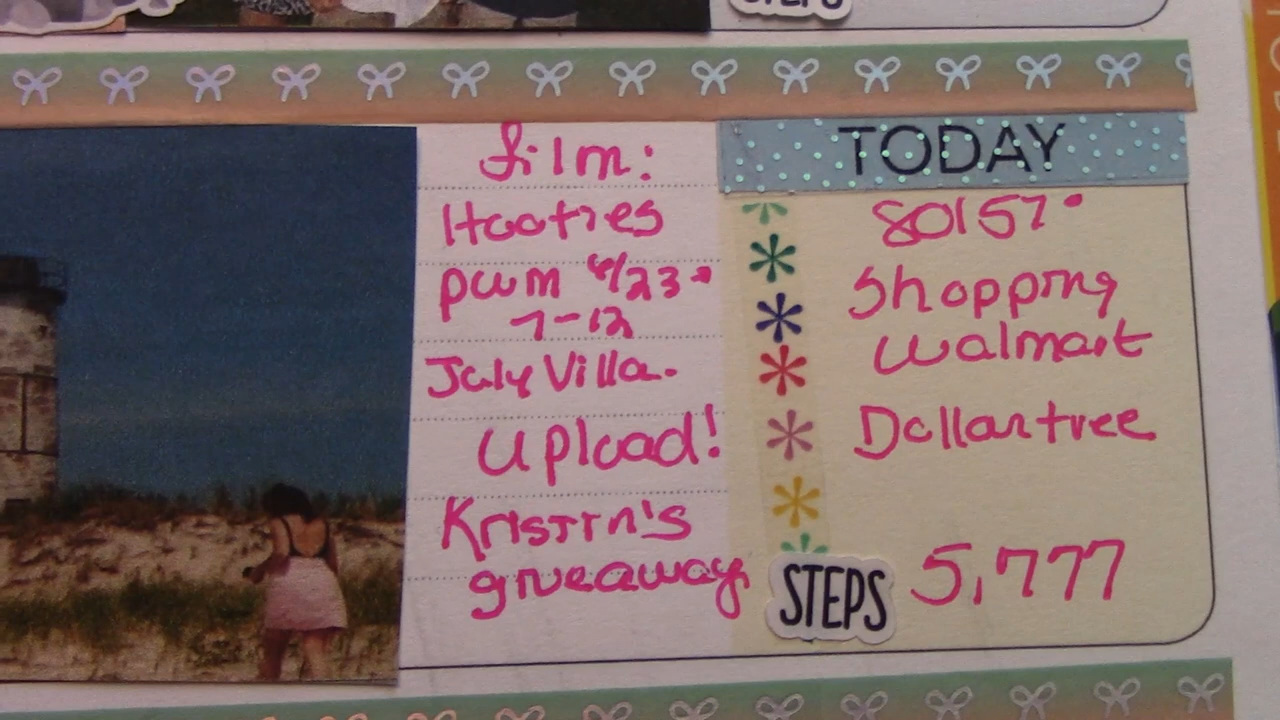 STEPS
film:
Hooties
pwm 4/23
7-12
July Villa.
Upload!
Kristin's
giveaway
TODAY
80157°
Shopping
Walmart
Dollartree
STEPS 5,777